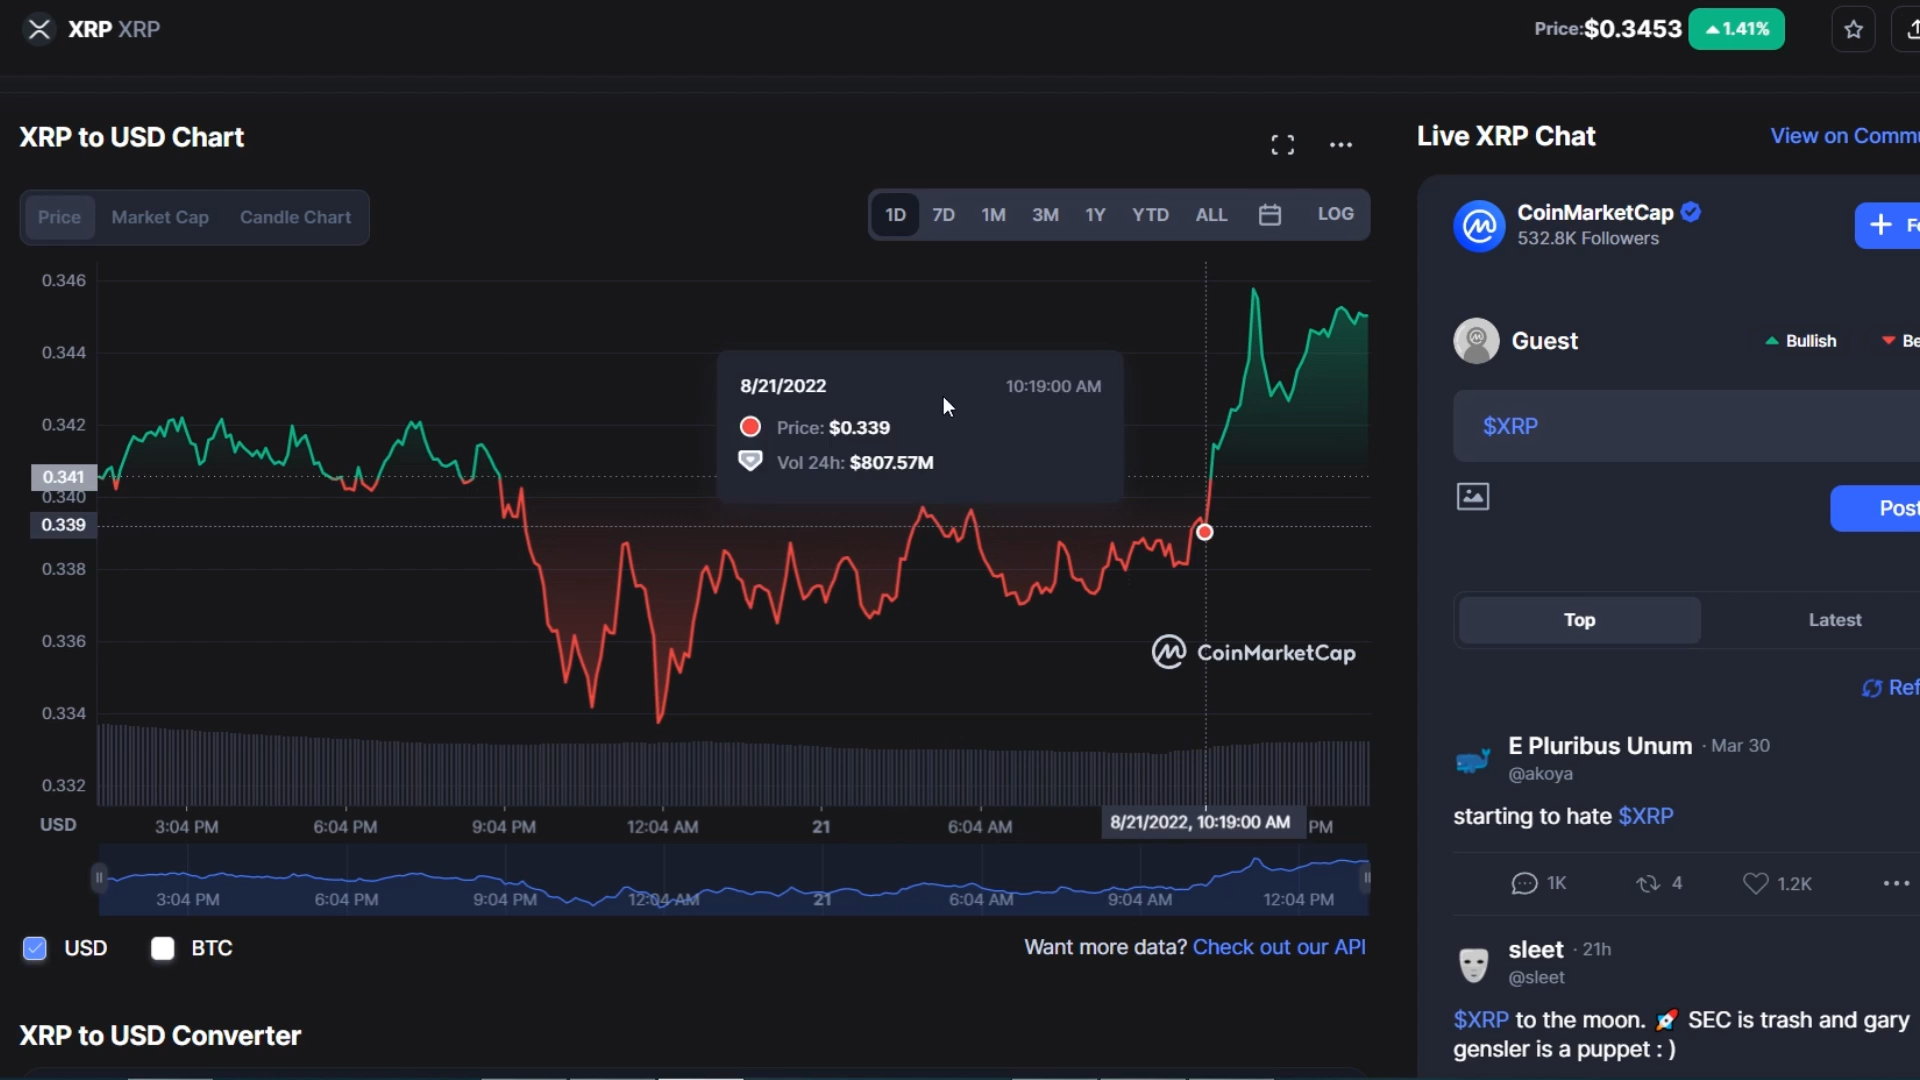 XRP XRP
Price:$0.3453 1.41%
XRP to USD Chart
Price Market Cap Candle Chart
1D 7D 1M 3M 1Y YTD ALL LOG
0.346
0.344
0.342
0.341
0.340
0.339
0.338
0.336
0.334
0.332
8/21/2022 10:19:00 AM
Price: $0.339
Vol 24h: $807.57M
CoinMarketCap
USD 3:04 PM 6:04 PM 9:04 PM 12:04 AM 21 6:04 AM 8/21/2022, 10:19:00 AM PM
3:04 PM 6:04 PM 9:04 PM 12:04 AM 21 6:04 AM 9:04 AM 12:04 PM
USD BTC
Want more data? Check out our API
XRP to USD Converter
Live XRP Chat View on Commu
CoinMarketCap
532.8K Followers
+ Fo
Guest
Bullish Be
$XRP
Post
Top Latest
Ref
E Pluribus Unum · Mar 30
@akoya
starting to hate $XRP
1K 4 1.2K
sleet · 21h
@sleet
$XRP to the moon. 🚀 SEC is trash and gary
gensler is a puppet : )